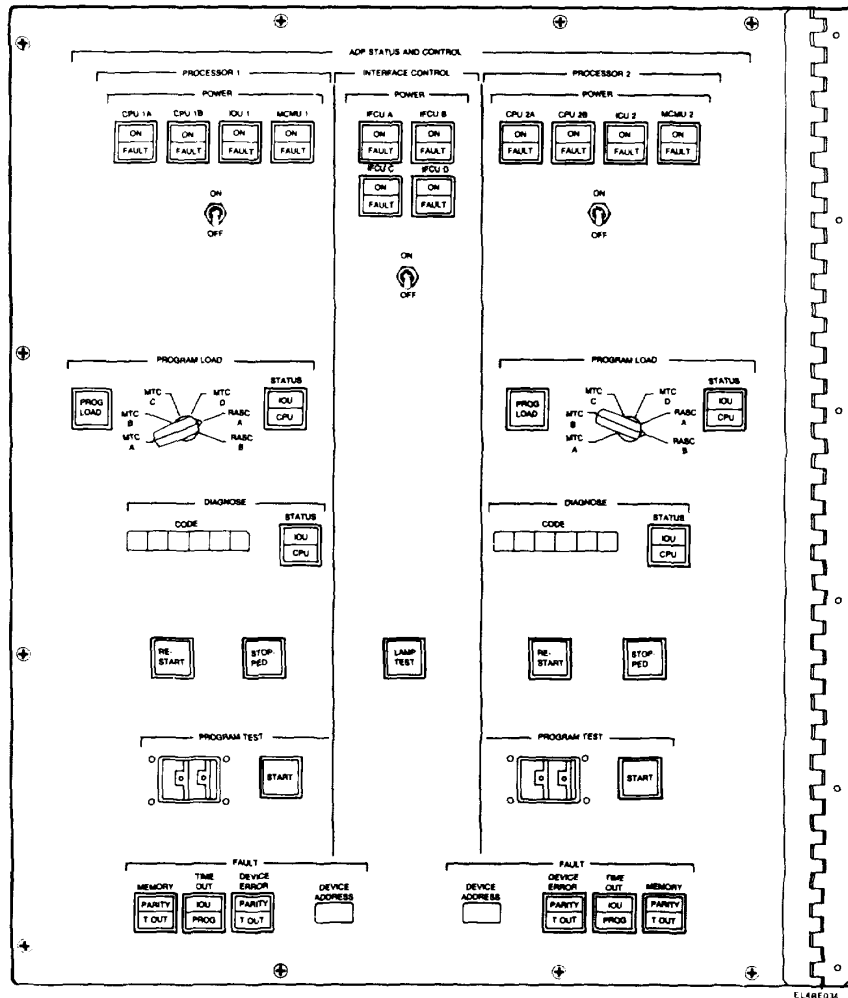 ADP STATUS AND CONTROL
PROCESSOR 1
INTERFACE CONTROL
PROCESSOR 2
POWER
POWER
POWER
CPU 1A CPU 1B IOU 1 MCMU 1
IFCU A IFCU B
CPU 2A CPU 2B IOU 2 MCMU 2
ON ON ON ON
ON ON
ON ON ON ON
FAULT FAULT FAULT FAULT
FAULT FAULT
FAULT FAULT FAULT FAULT
IFCU C IFCU D
ON ON
FAULT FAULT
ON
OFF
ON
OFF
ON
OFF
PROGRAM LOAD
PROG
LOAD
MTC
A
MTC
B
MTC
C
MTC
D
RASC
A
RASC
B
STATUS
IOU
CPU
PROGRAM LOAD
PROG
LOAD
MTC
A
MTC
B
MTC
C
MTC
D
RASC
A
RASC
B
STATUS
IOU
CPU
DIAGNOSE
CODE
STATUS
IOU
CPU
DIAGNOSE
CODE
STATUS
IOU
CPU
RE-
START
STOP-
PED
LAMP
TEST
RE-
START
STOP-
PED
PROGRAM TEST
START
PROGRAM TEST
START
FAULT
MEMORY
PARITY
T OUT
TIME
OUT
IOU
PROG
DEVICE
ERROR
PARITY
T OUT
DEVICE
ADDRESS
FAULT
DEVICE
ADDRESS
DEVICE
ERROR
PARITY
T OUT
TIME
OUT
IOU
PROG
MEMORY
PARITY
T OUT
EL4RE034